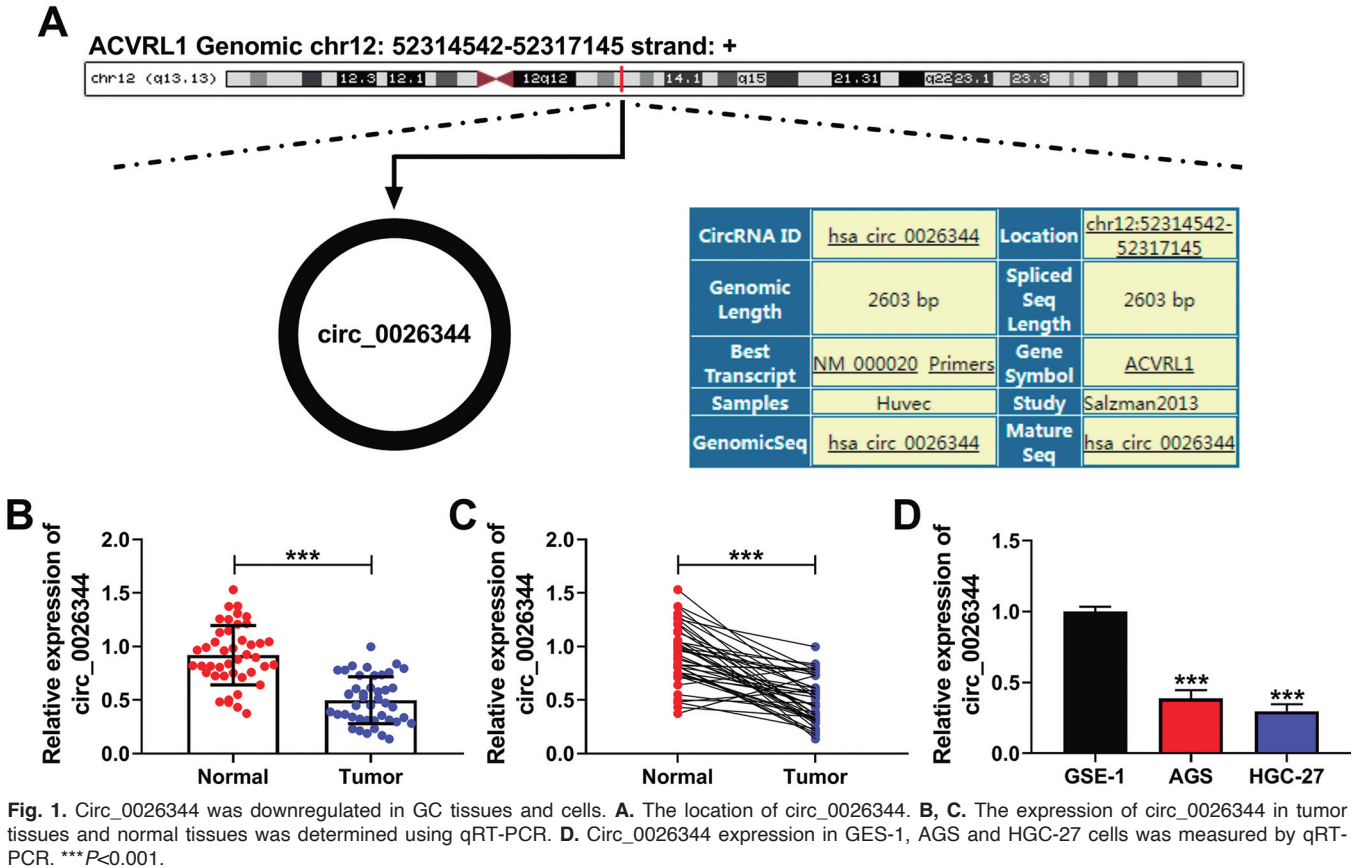 A
ACVRL1 Genomic chr12: 52314542-52317145 strand: +
chr12 (q13.13) 12.3 12.1 12q12 14.1 q15 21.31 q22 23.1 23.3
circ_0026344
CircRNA ID hsa_circ_0026344 Location chr12:52314542-52317145
Genomic Length 2603 bp Spliced Seq Length 2603 bp
Best Transcript NM_000020 Primers Gene Symbol ACVRL1
Samples Huvec Study Salzman2013
GenomicSeq hsa_circ_0026344 Mature Seq hsa_circ_0026344
B
Relative expression of
circ_0026344
2.0
1.5
1.0
0.5
0.0
***
Normal Tumor
C
Relative expression of
circ_0026344
2.0
1.5
1.0
0.5
0.0
***
Normal Tumor
D
Relative expression of
circ_0026344
1.5
1.0
0.5
0.0
*** ***
GSE-1 AGS HGC-27
Fig. 1. Circ_0026344 was downregulated in GC tissues and cells. A. The location of circ_0026344. B, C. The expression of circ_0026344 in tumor
tissues and normal tissues was determined using qRT-PCR. D. Circ_0026344 expression in GES-1, AGS and HGC-27 cells was measured by qRT-
PCR. ***P<0.001.